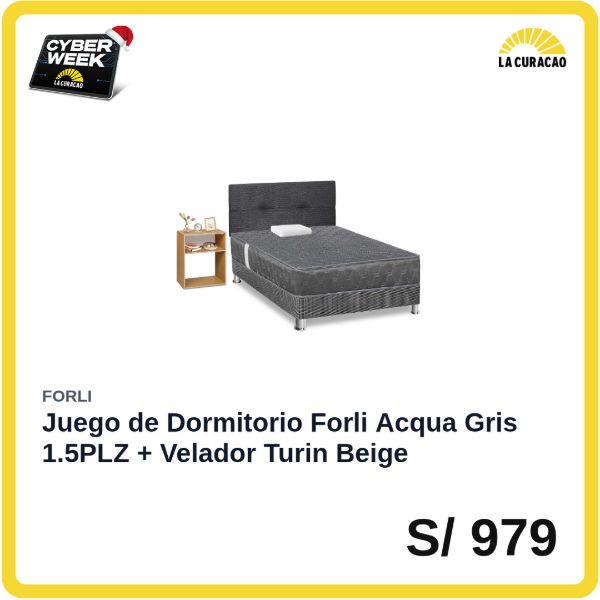 CYBER
WEEK
LA CURACAO
LA CURACAO
FORLI
Juego de Dormitorio Forli Acqua Gris
1.5PLZ + Velador Turin Beige
S/ 979